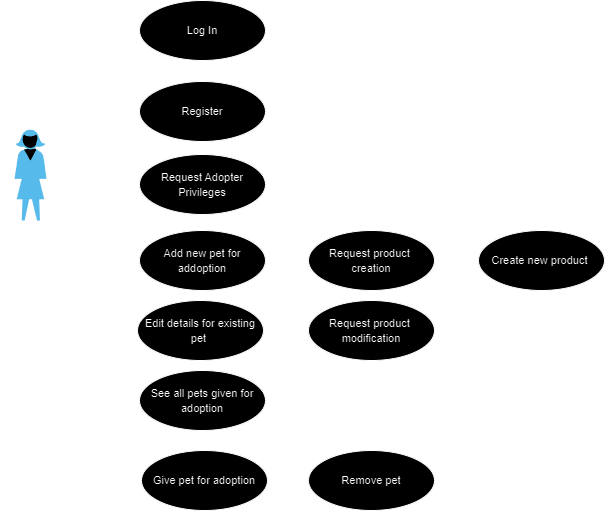 Log In
Register
Request Adopter
Privileges
Add new pet for
addoption
Request product
creation
Create new product
Edit details for existing
pet
Request product
modification
See all pets given for
adoption
Give pet for adoption
Remove pet